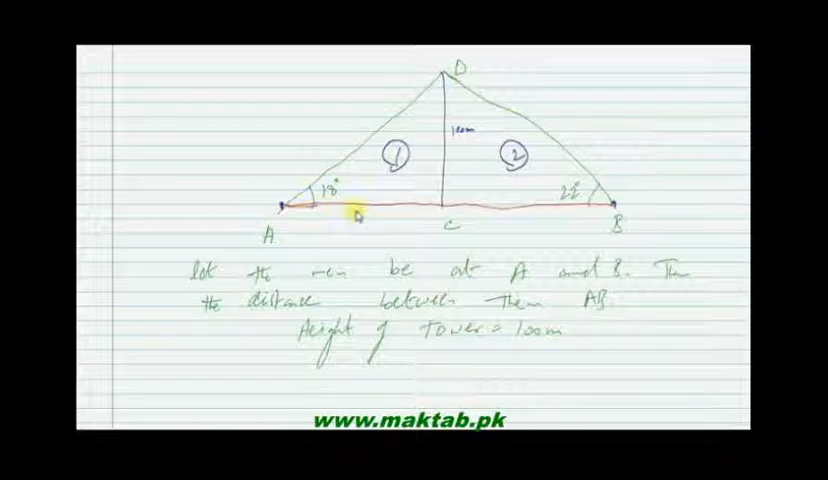 D
100m
1
2
18°
22°
A
C
B
let the men be at A and B. Then
the distance between them AB.
Height of Tower = 100m
www.maktab.pk